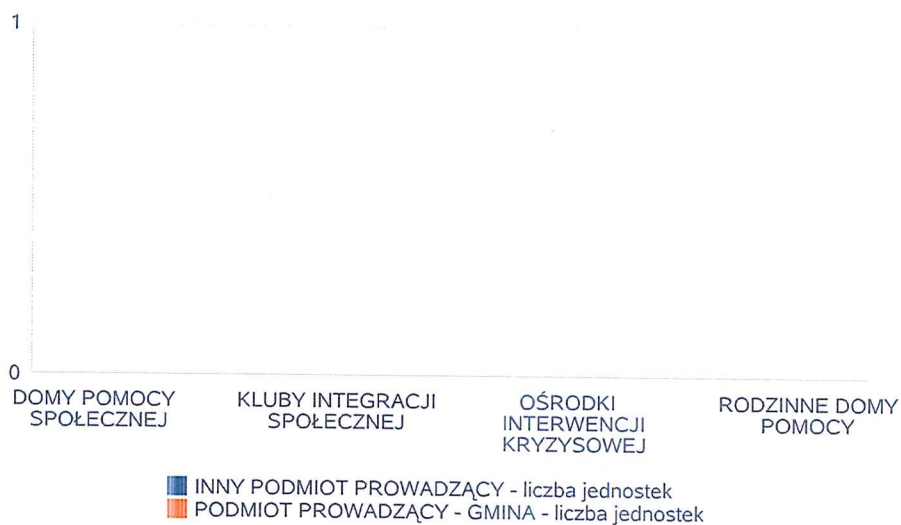 1
0
DOMY POMOCY
SPOŁECZNEJ
KLUBY INTEGRACJI
SPOŁECZNEJ
OŚRODKI
INTERWENCJI
KRYZYSOWEJ
RODZINNE DOMY
POMOCY
INNY PODMIOT PROWADZĄCY - liczba jednostek
PODMIOT PROWADZĄCY - GMINA - liczba jednostek